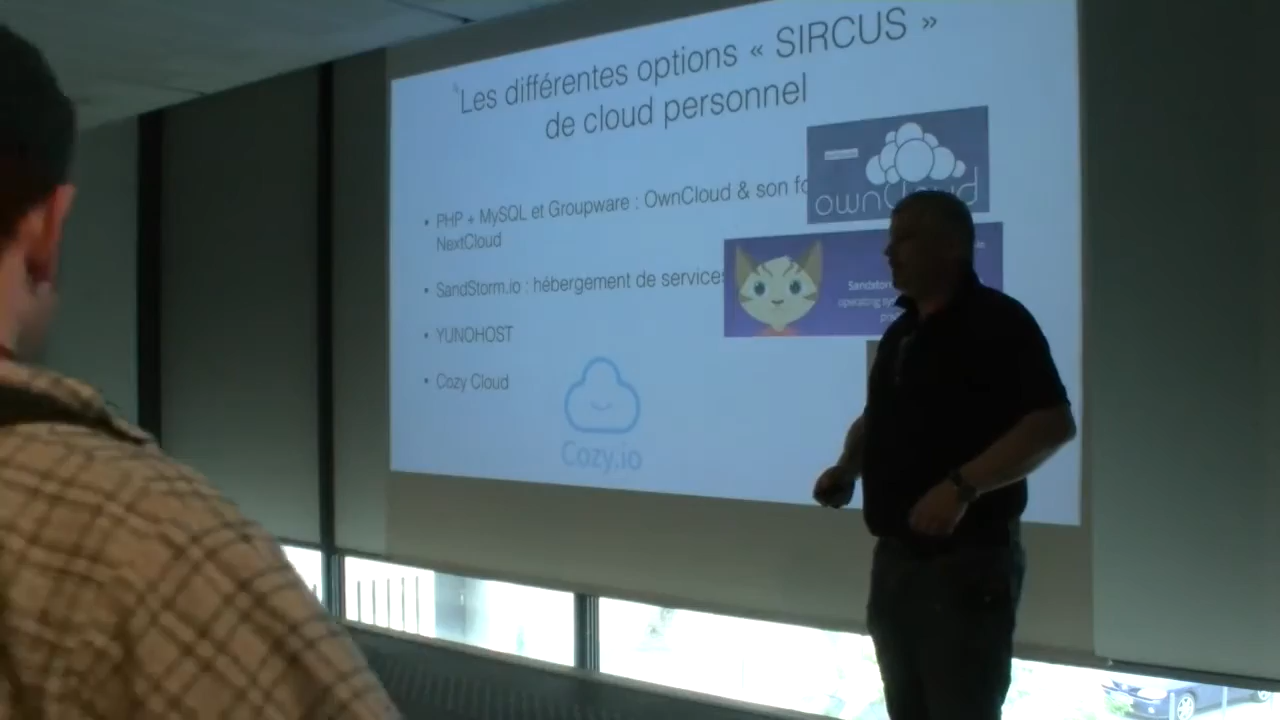 Les différentes options « SIRCUS »
de cloud personnel
ownCloud
• PHP + MySQL et Groupware : OwnCloud & son
NextCloud
• SandStorm.io : hébergement de services
• YUNOHOST
• Cozy Cloud
Cozy.io